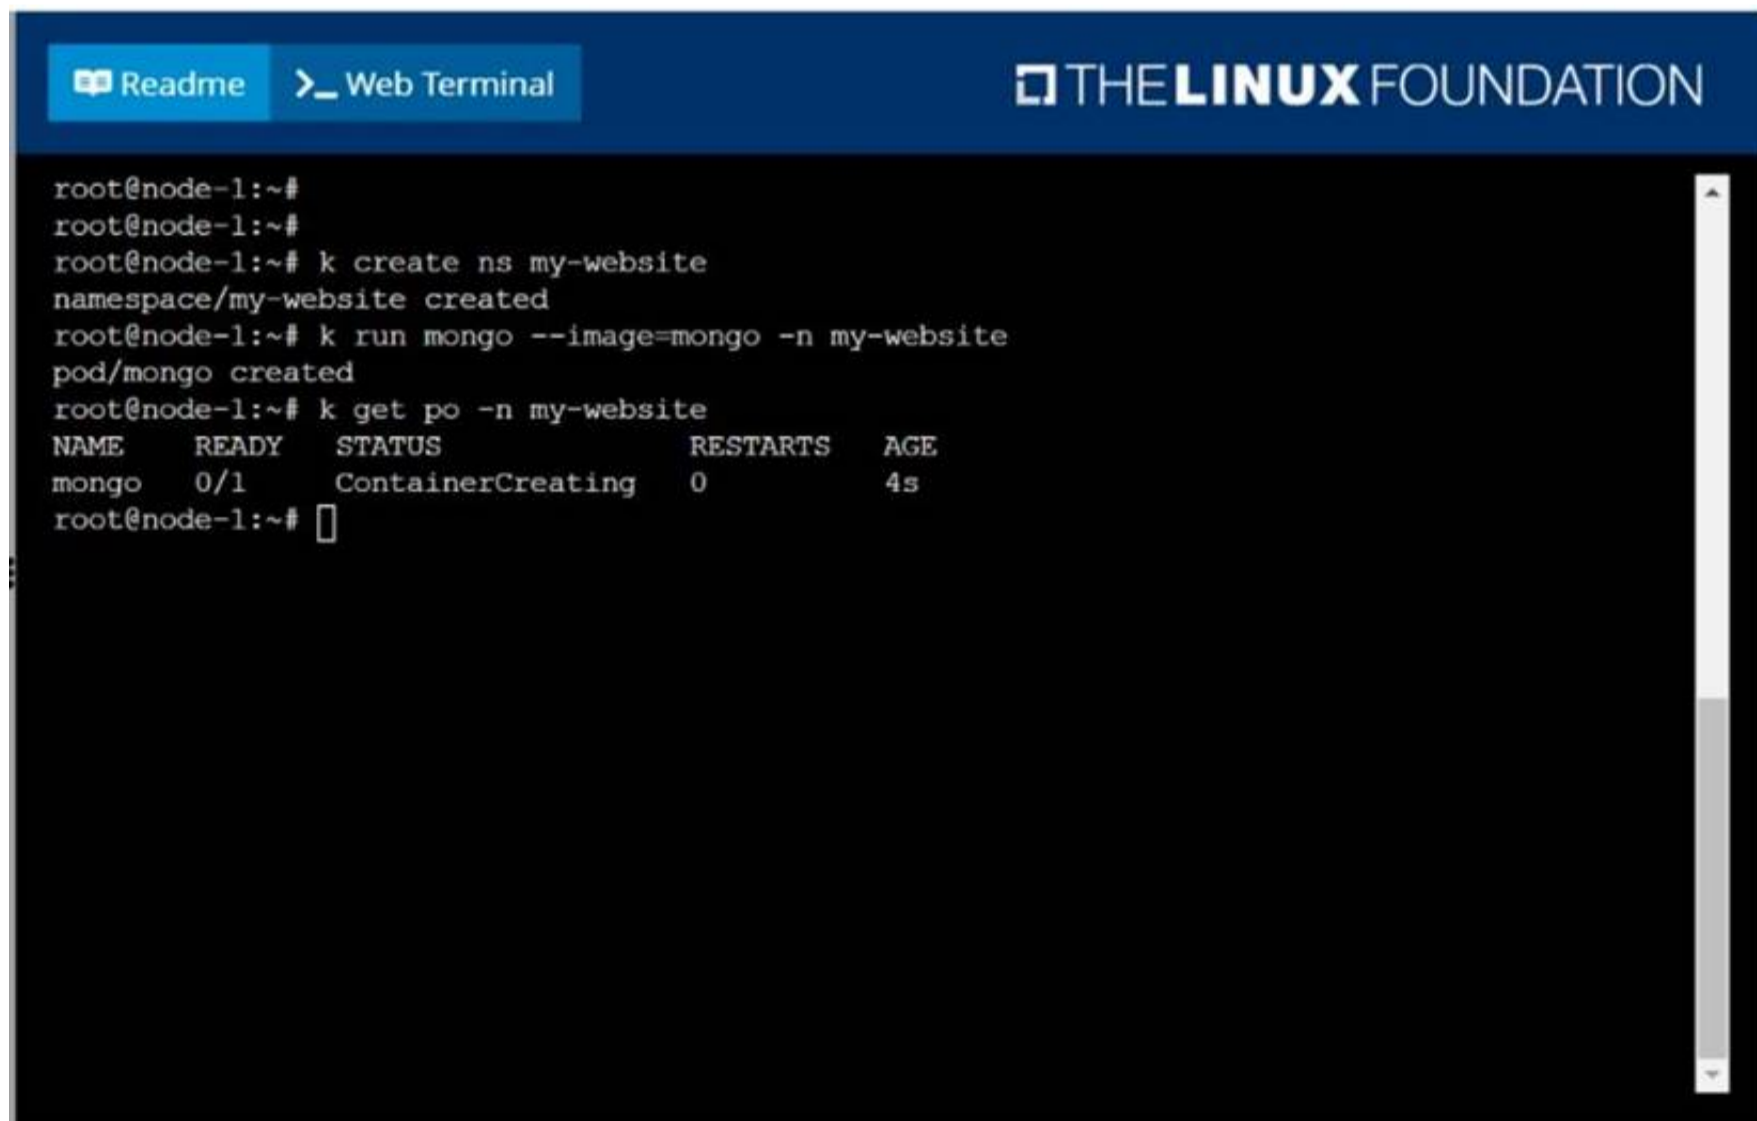 Readme >_ Web Terminal THE LINUX FOUNDATION
root@node-1:~#
root@node-1:~#
root@node-1:~# k create ns my-website
namespace/my-website created
root@node-1:~# k run mongo --image=mongo -n my-website
pod/mongo created
root@node-1:~# k get po -n my-website
NAME READY STATUS RESTARTS AGE
mongo 0/1 ContainerCreating 0 4s
root@node-1:~#